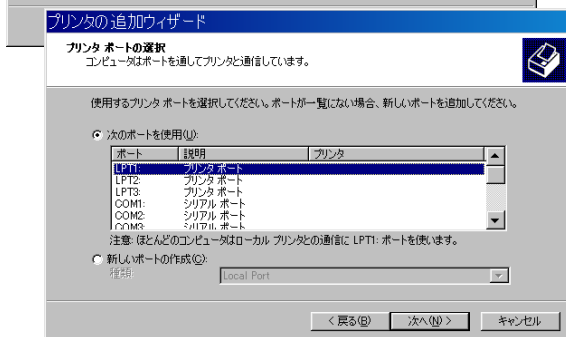 プリンタの追加ウィザード
プリンタ ポートの選択
コンピュータはポートを通してプリンタと通信しています。
使用するプリンタ ポートを選択してください。ポートが一覧にない場合、新しいポートを追加してください。
次のポートを使用(U):
ポート 説明 プリンタ
LPT1: プリンタ ポート
LPT2: プリンタ ポート
LPT3: プリンタ ポート
COM1: シリアル ポート
COM2: シリアル ポート
COM3: シリアル ポート
注意: ほとんどのコンピュータはローカル プリンタとの通信に LPT1: ポートを使います。
新しいポートの作成(C):
種類: Local Port
< 戻る(B) 次へ(N) > キャンセル